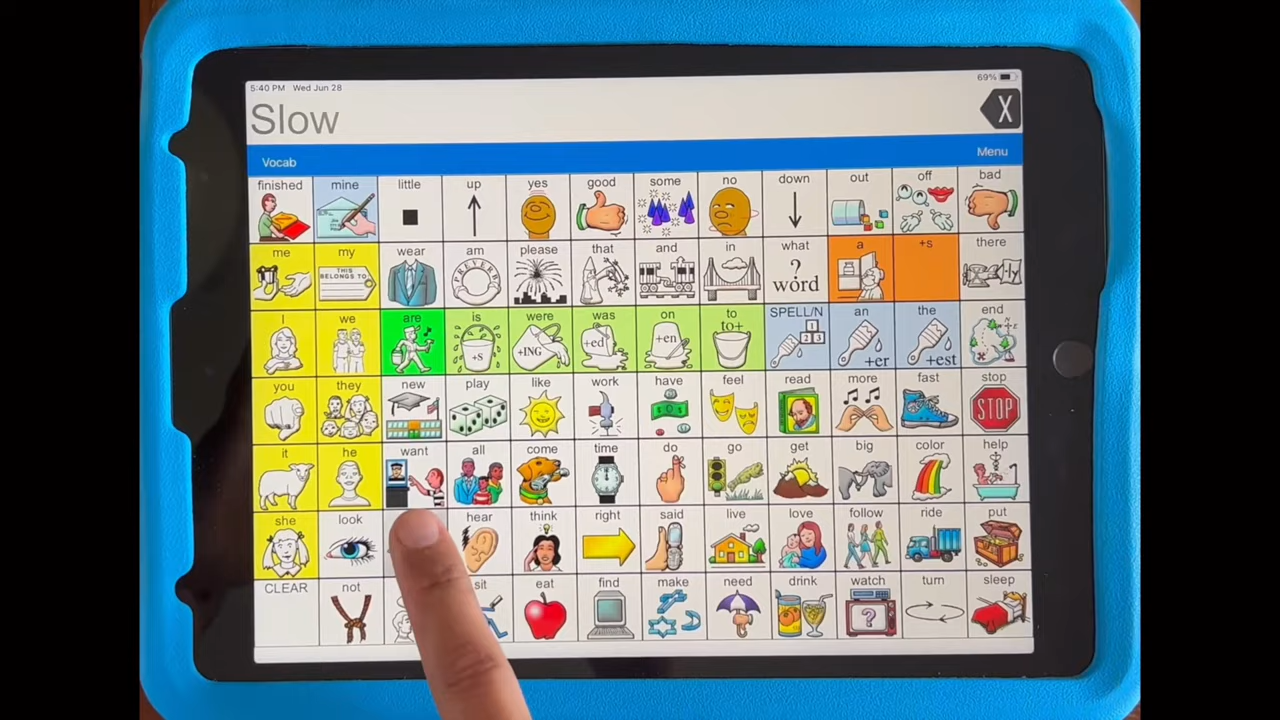 5:40 PM Wed Jun 28 69%
Slow X
Vocab Menu
finished mine little up yes good some no down out off bad
me my wear am please that and in what a +s there
THIS BELONGS TO ? word -ly
I we are is were was on to SPELL/N an the end
+S +ING +ed +en to+ 1 2 3 +er +est
you they new play like work have feel read more fast stop
STOP
it he want all come time do go get big color help
she look hear think right said live love follow ride put
CLEAR not sit eat find make need drink watch turn sleep
?